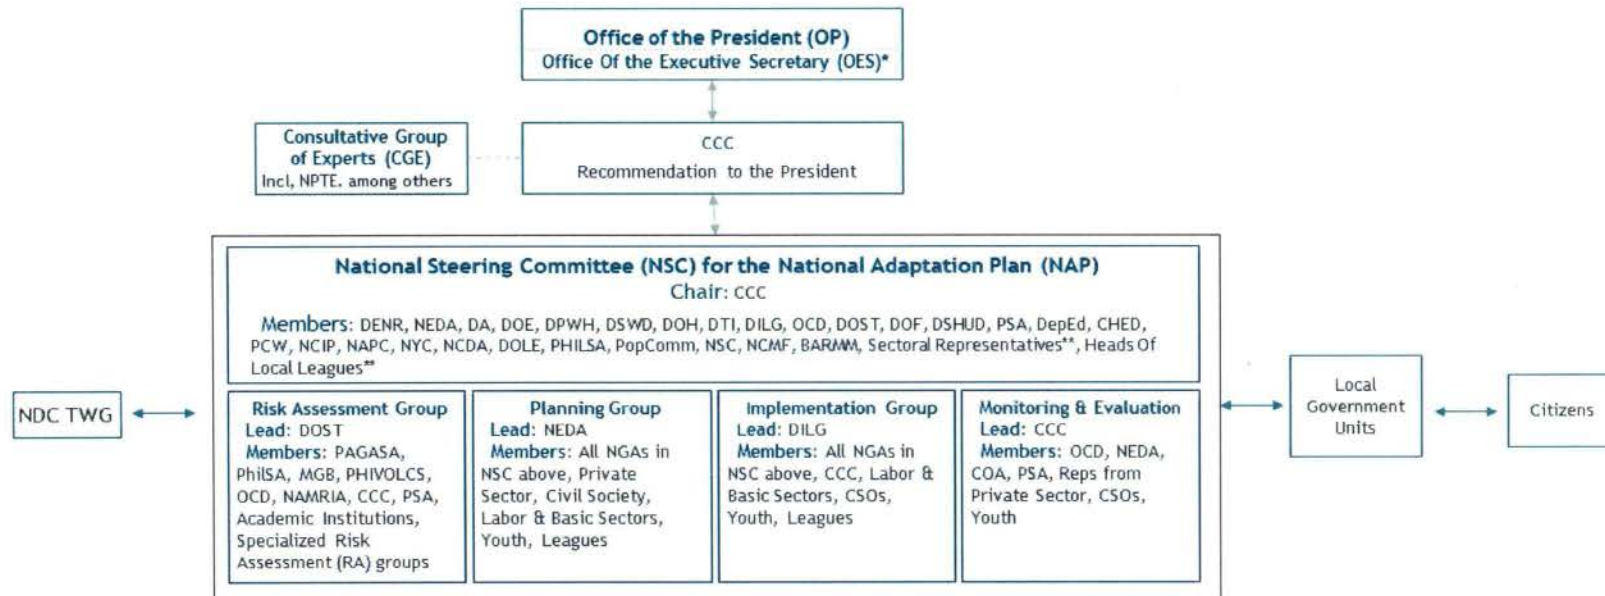 Office of the President (OP)
Office Of the Executive Secretary (OES)*
Consultative Group
of Experts (CGE)
Incl, NPTE. among others
CCC
Recommendation to the President
National Steering Committee (NSC) for the National Adaptation Plan (NAP)
Chair: CCC
Members: DENR, NEDA, DA, DOE, DPWH, DSWD, DOH, DTI, DILG, OCD, DOST, DOF, DSHUD, PSA, DepEd, CHED,
PCW, NCIP, NAPC, NYC, NCDA, DOLE, PHILSA, PopComm, NSC, NCMF, BARMM, Sectoral Representatives**, Heads Of
Local Leagues**
NDC TWG
Risk Assessment Group
Lead: DOST
Members: PAGASA,
PhilSA, MGB, PHIVOLCS,
OCD, NAMRIA, CCC, PSA,
Academic Institutions,
Specialized Risk
Assessment (RA) groups
Planning Group
Lead: NEDA
Members: All NGAs in
NSC above, Private
Sector, Civil Society,
Labor & Basic Sectors,
Youth, Leagues
Implementation Group
Lead: DILG
Members: All NGAs in
NSC above, CCC, Labor &
Basic Sectors, CSOs,
Youth, Leagues
Monitoring & Evaluation
Lead: CCC
Members: OCD, NEDA,
COA, PSA, Reps from
Private Sector, CSOs,
Youth
Local
Government
Units
Citizens